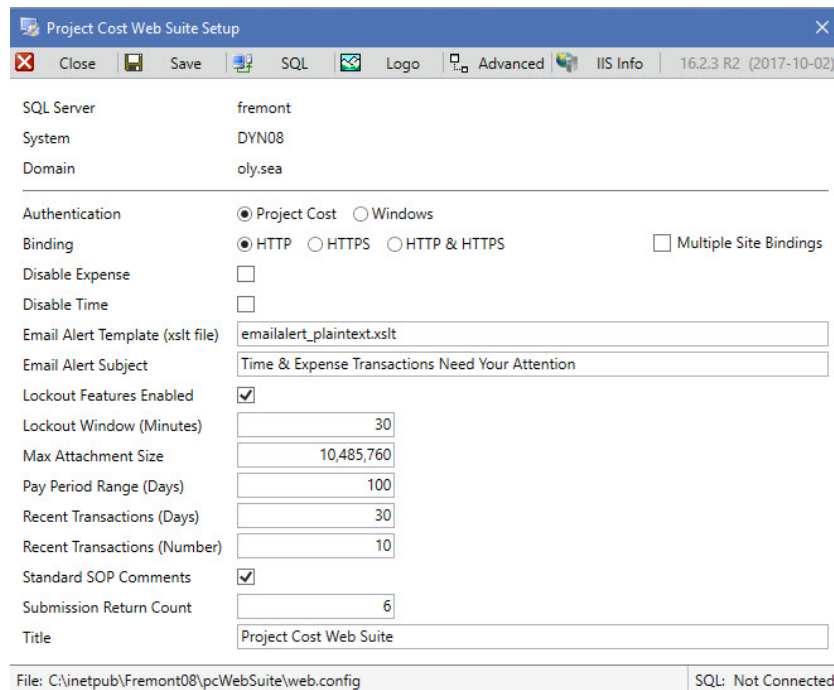 Project Cost Web Suite Setup
Close Save SQL Logo Advanced IIS Info 16.2.3 R2 (2017-10-02)
SQL Server fremont
System DYN08
Domain oly.sea
Authentication Project Cost Windows
Binding HTTP HTTPS HTTP & HTTPS Multiple Site Bindings
Disable Expense
Disable Time
Email Alert Template (xslt file) emailalert_plaintext.xslt
Email Alert Subject Time & Expense Transactions Need Your Attention
Lockout Features Enabled
Lockout Window (Minutes) 30
Max Attachment Size 10,485,760
Pay Period Range (Days) 100
Recent Transactions (Days) 30
Recent Transactions (Number) 10
Standard SOP Comments
Submission Return Count 6
Title Project Cost Web Suite
File: C:\inetpub\Fremont08\pcWebSuite\web.config SQL: Not Connected